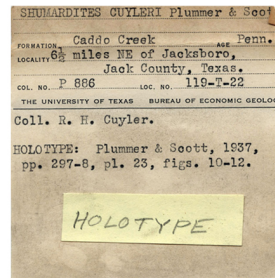 SHUMARDITES CUYLERI Plummer & Scot
FORMATION Caddo Creek AGE Penn.
LOCALITY 6½ miles NE of Jacksboro,
Jack County, Texas.
COL. NO. P 886 LOC. NO. 119-T-22
THE UNIVERSITY OF TEXAS BUREAU OF ECONOMIC GEOLO
Coll. R. H. Cuyler.
HOLOTYPE: Plummer & Scott, 1937,
pp. 297-8, pl. 23, figs. 10-12.
HOLOTYPE